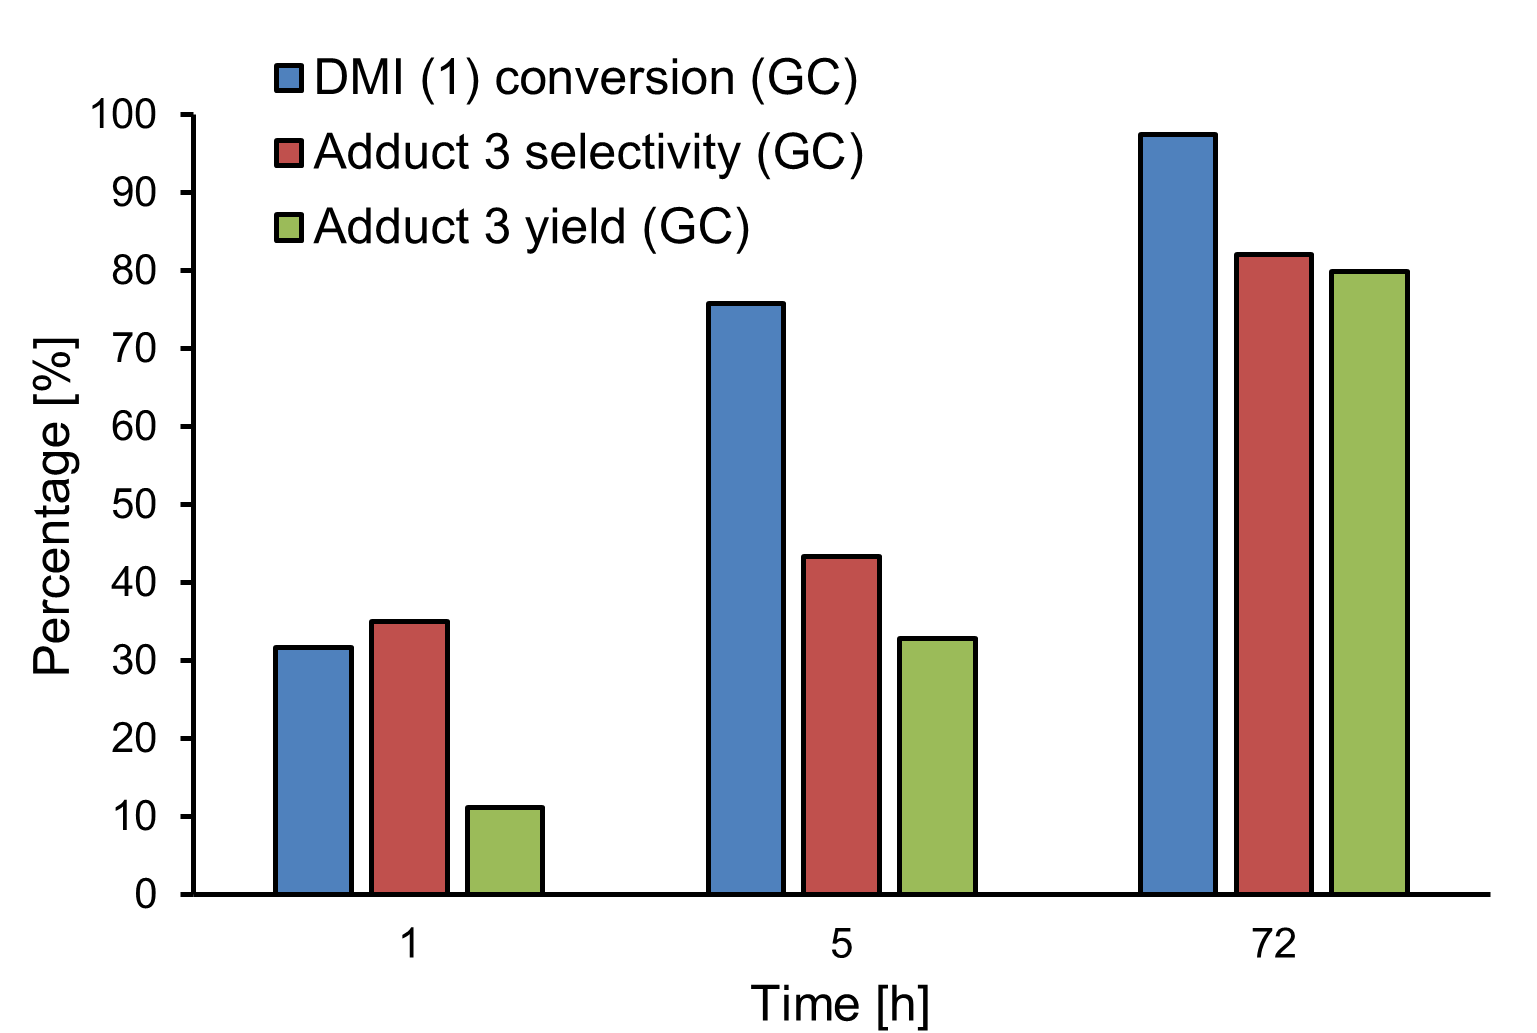 DMI (1) conversion (GC)
Adduct 3 selectivity (GC)
Adduct 3 yield (GC)
Percentage [%]
100
90
80
70
60
50
40
30
20
10
0
1
5
72
Time [h]